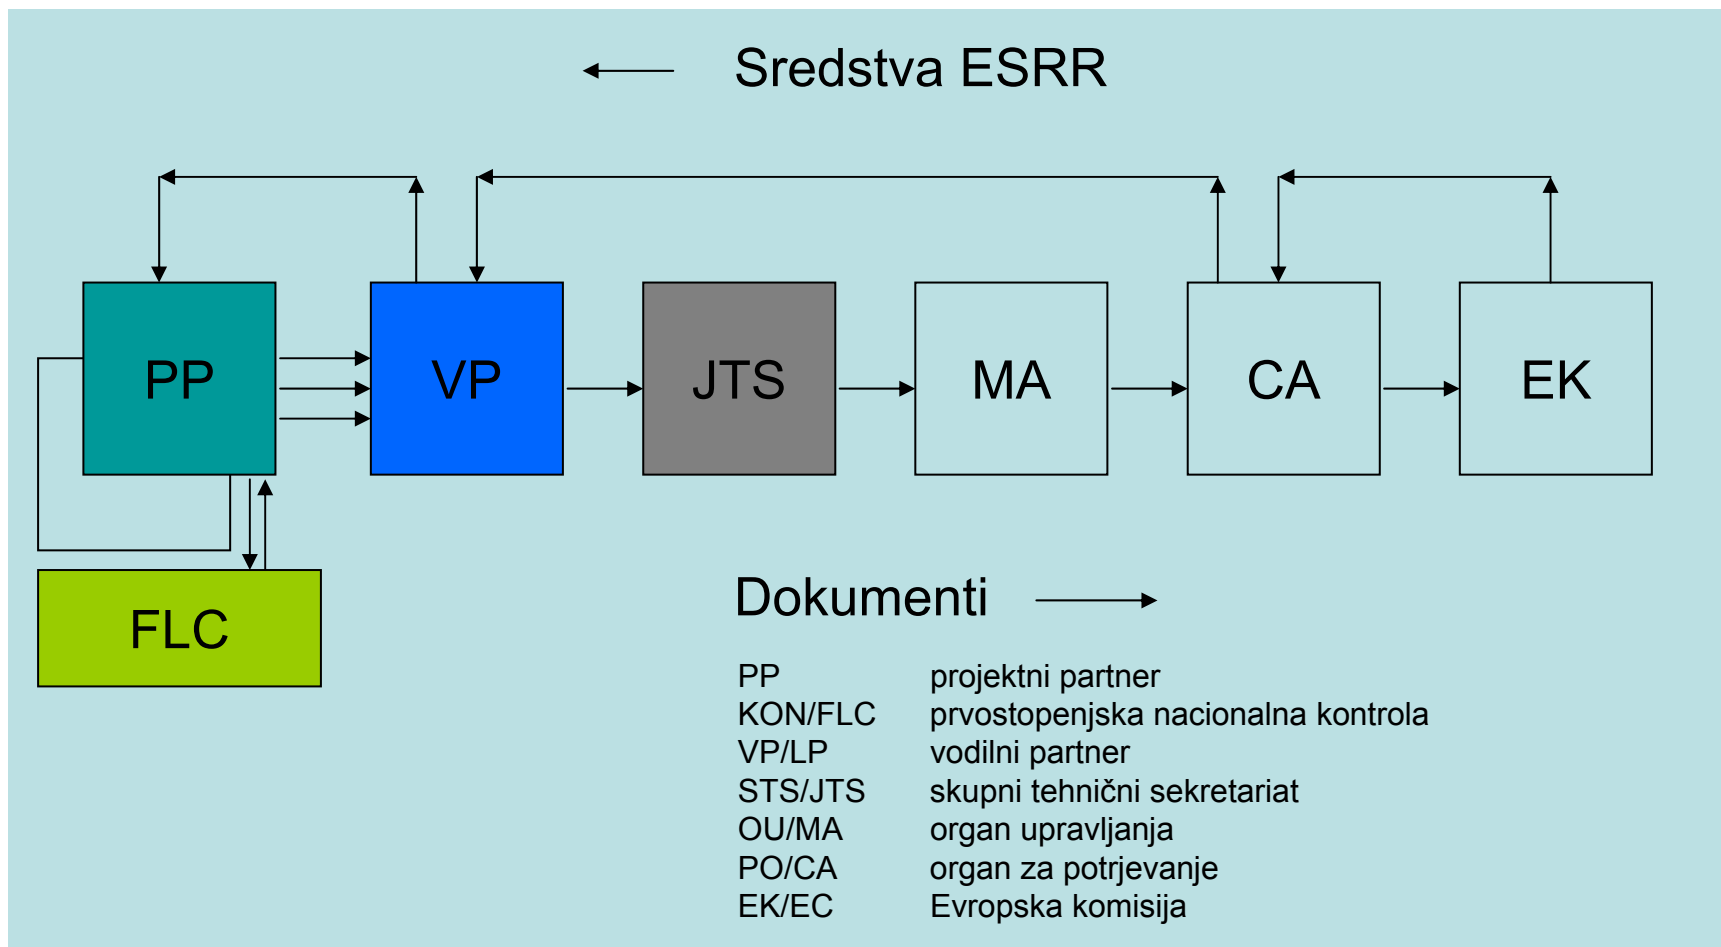 Sredstva ESRR
PP VP JTS MA CA EK
FLC
Dokumenti
PP projektni partner
KON/FLC prvostopenjska nacionalna kontrola
VP/LP vodilni partner
STS/JTS skupni tehnični sekretariat
OU/MA organ upravljanja
PO/CA organ za potrjevanje
EK/EC Evropska komisija